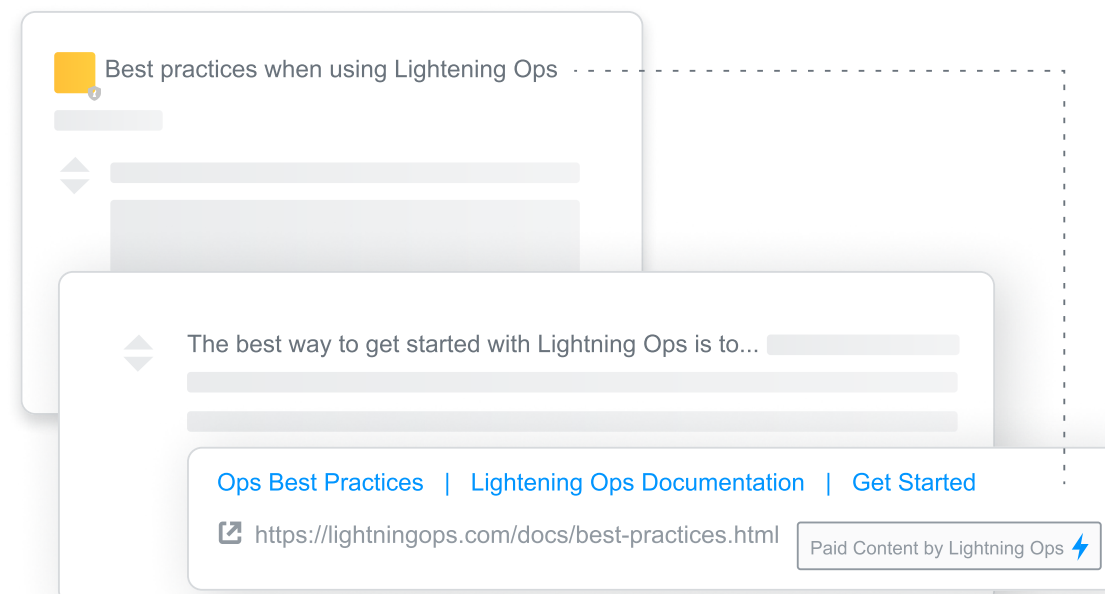 Best practices when using Lightening Ops
The best way to get started with Lightning Ops is to...
Ops Best Practices | Lightening Ops Documentation | Get Started
https://lightningops.com/docs/best-practices.html
Paid Content by Lightning Ops